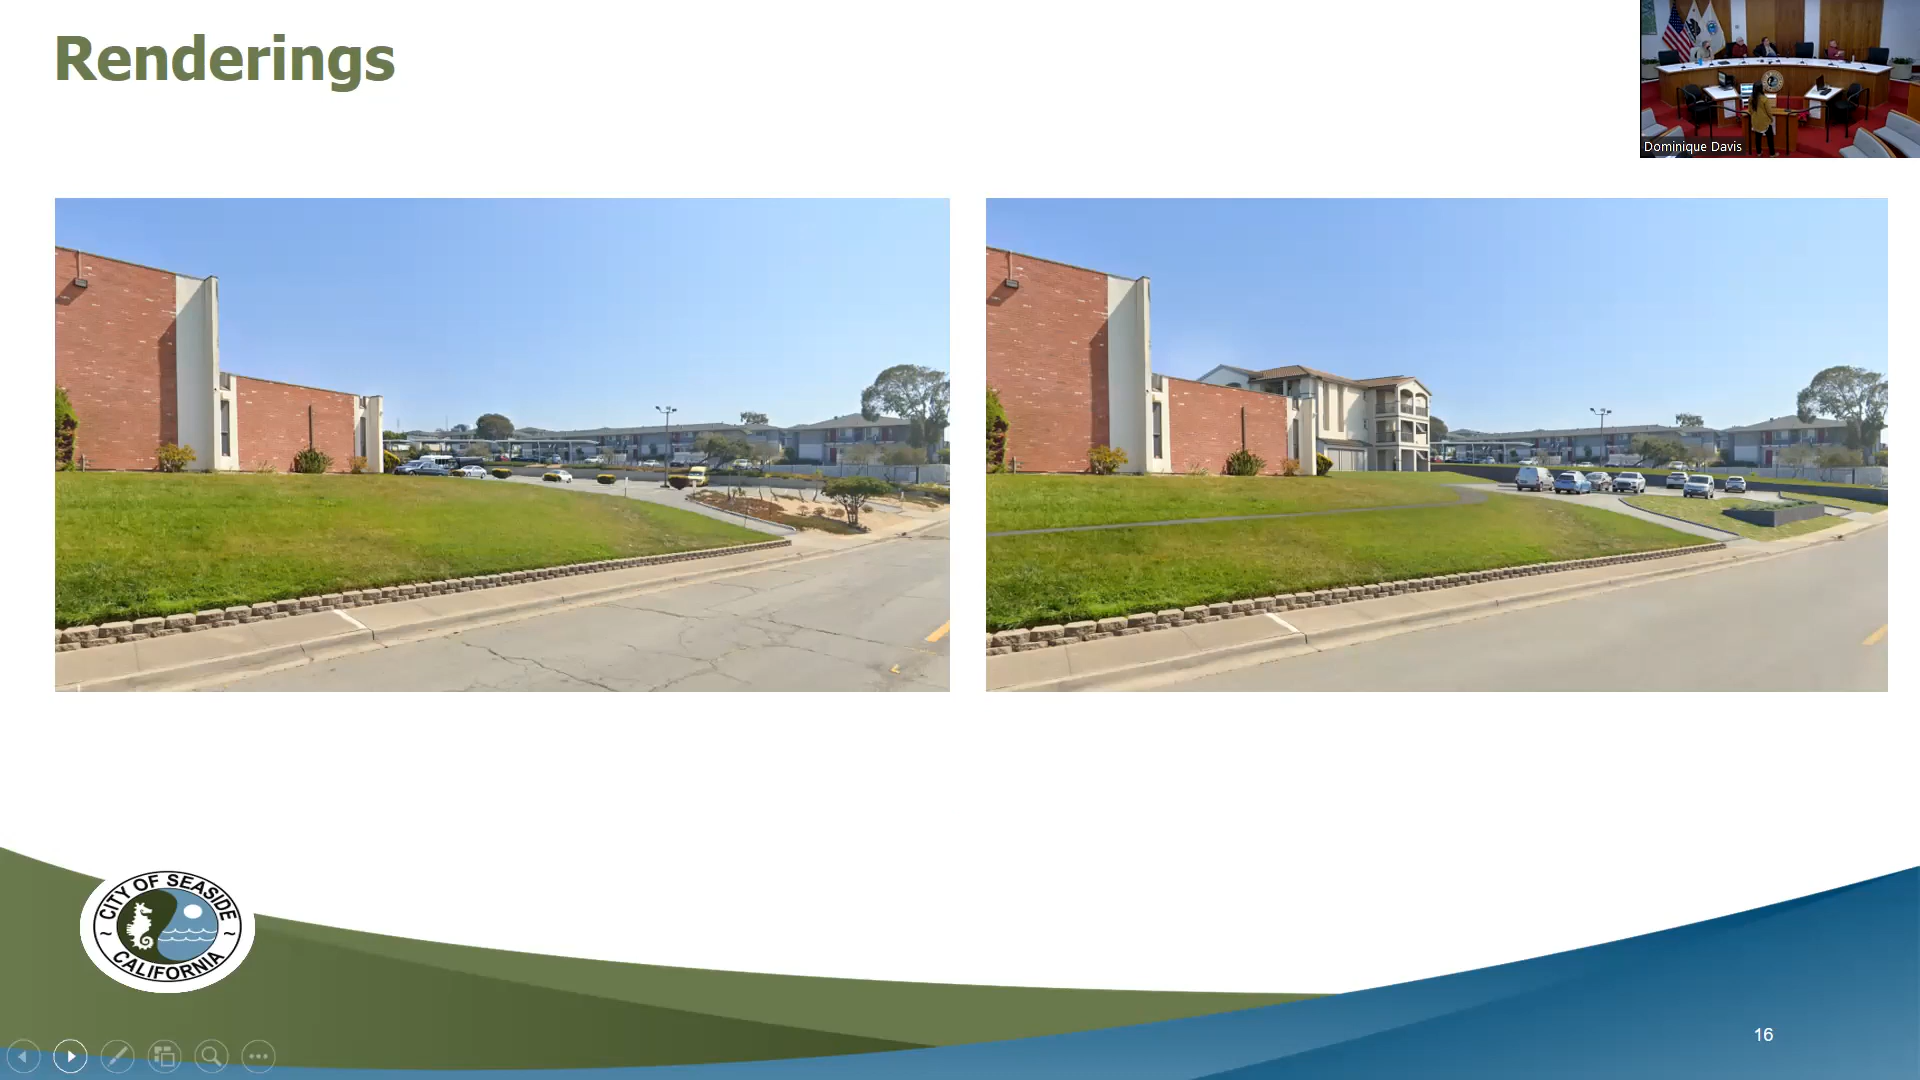 Renderings
Dominique Davis
CITY OF SEASIDE
~ ~
CALIFORNIA
16